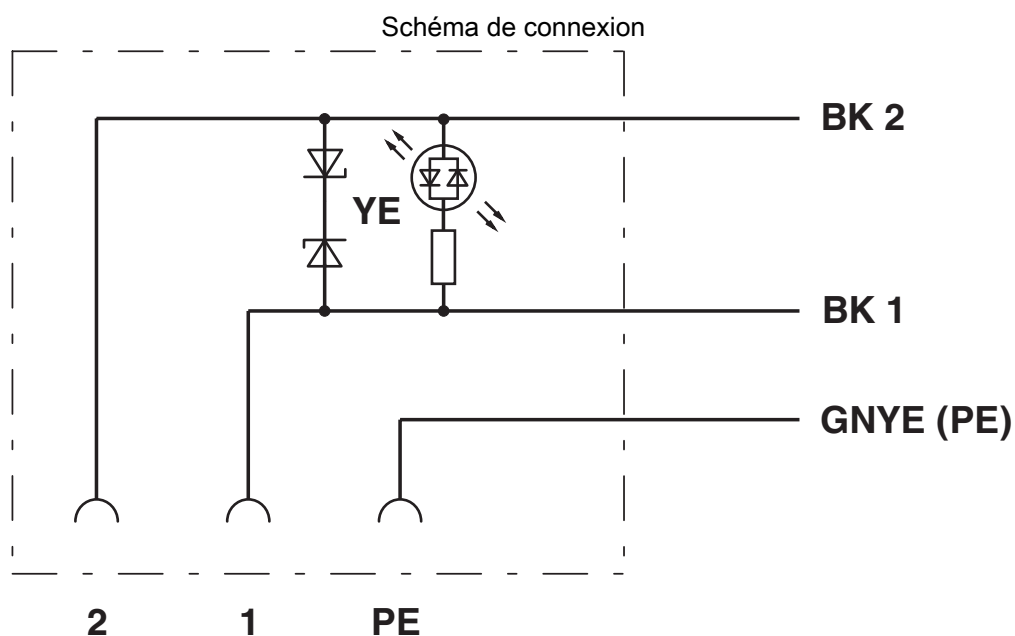 Schéma de connexion
BK 2
YE
BK 1
GNYE (PE)
2 1 PE